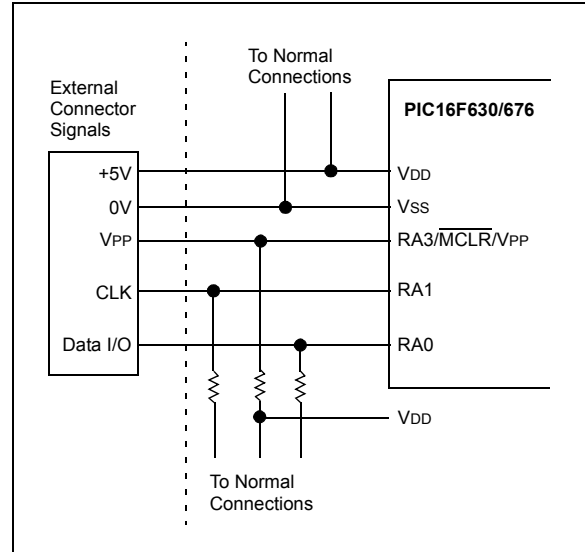 To Normal
Connections
External
Connector
Signals
PIC16F630/676
+5V
VDD
0V
VSS
VPP
RA3/MCLR/VPP
CLK
RA1
Data I/O
RA0
VDD
To Normal
Connections